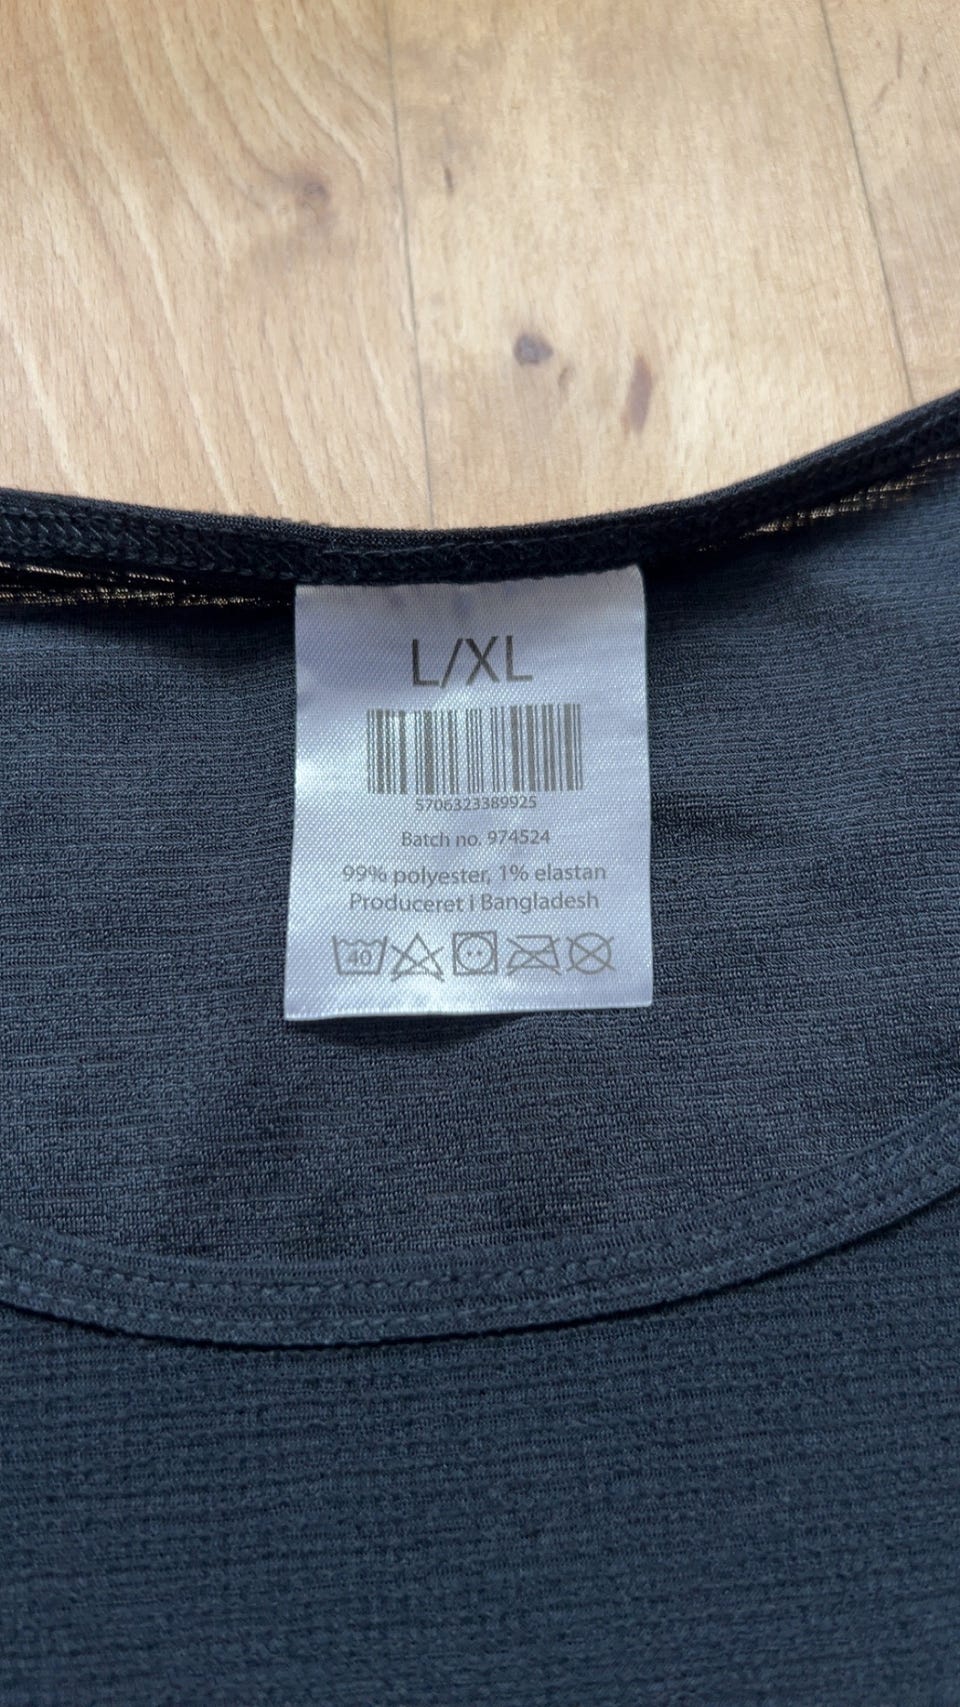 L/XL
5706323389925
Batch no. 974524
99% polyester, 1% elastan
Produceret I Bangladesh
40